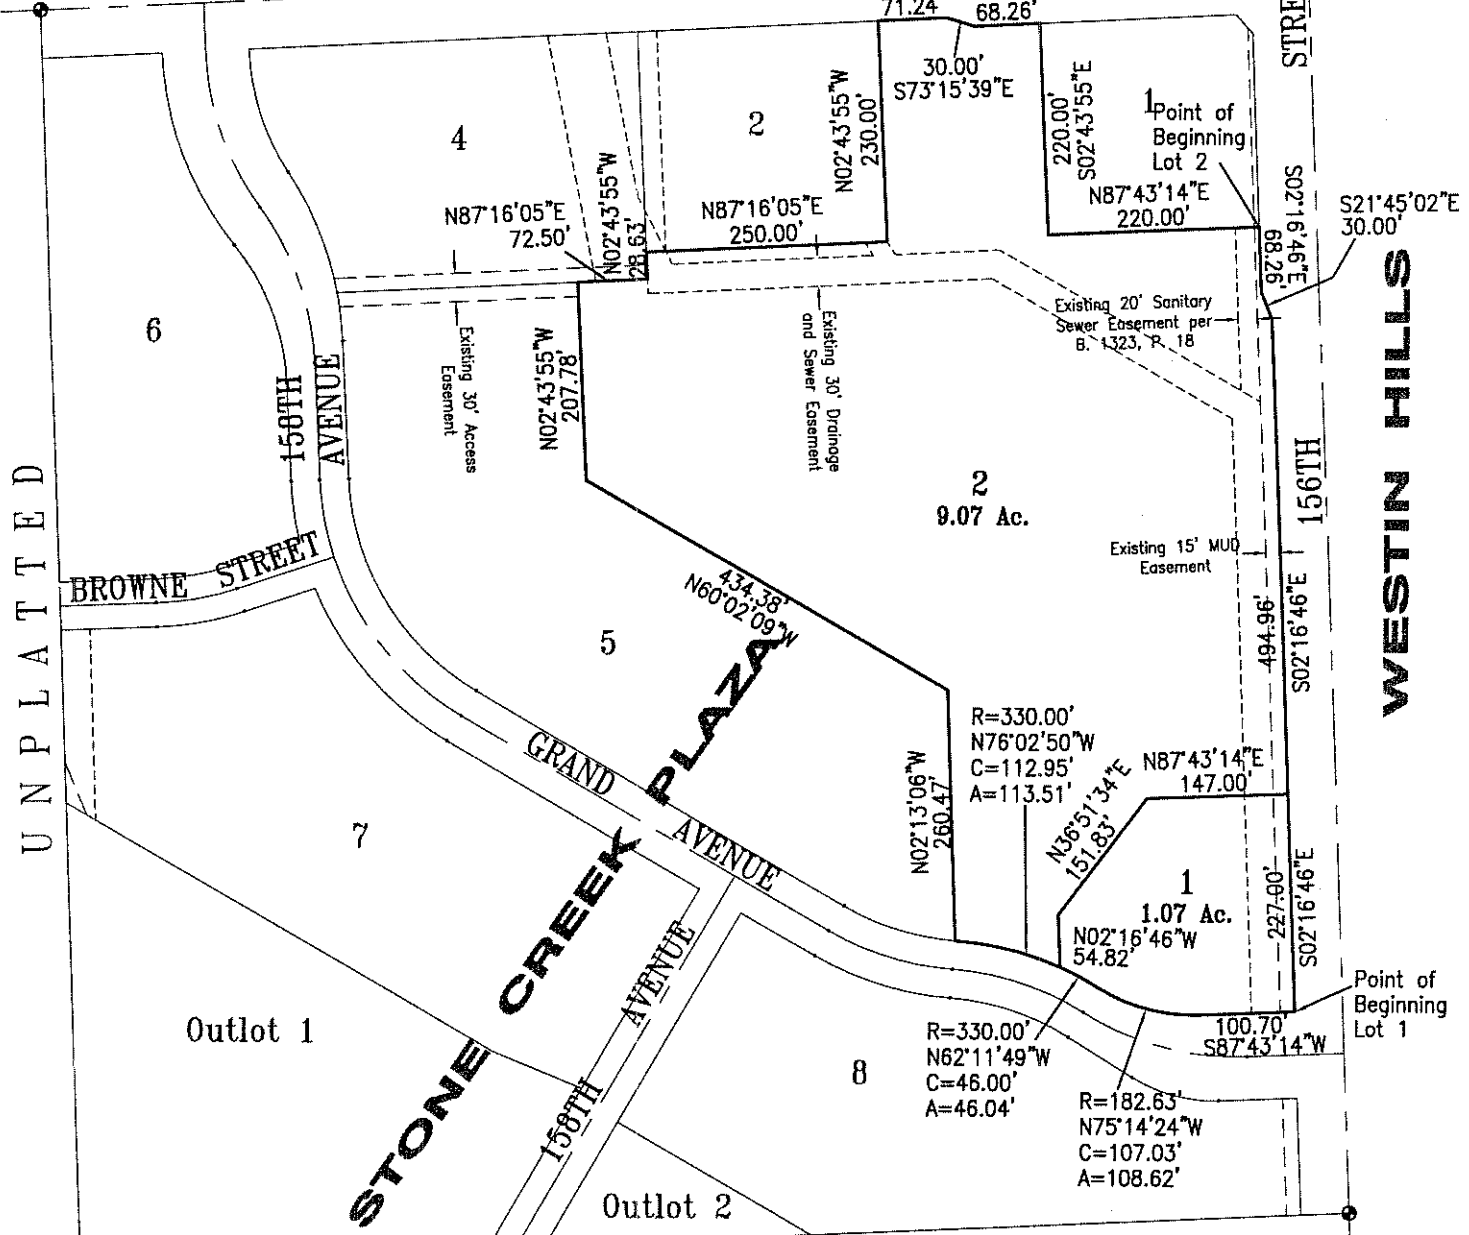 71.24'
68.26'
STRE
30.00'
S73°15'39"E
N02°43'55"W
230.00'
220.00'
S02°43'55"E
1
Point of
Beginning
Lot 2
4
2
N87°16'05"E
72.50'
N02°43'55"W
28.63'
N87°16'05"E
250.00'
N87°43'14"E
220.00'
S02°16'46"E
68.26'
S21°45'02"E
30.00'
WESTIN HILLS
6
158TH
AVENUE
Existing 30' Access
Easement
N02°43'55"W
207.78'
Existing 30' Drainage
and Sewer Easement
Existing 20' Sanitary
Sewer Easement per
B. 1323, P. 18
2
9.07 Ac.
156TH
Existing 15' MUD
Easement
UNPLATTED
BROWNE STREET
434.38'
N60°02'09"W
5
494.96'
S02°16'46"E
STONE CREEK PLAZA
GRAND
AVENUE
R=330.00'
N76°02'50"W
C=112.95'
A=113.51'
N02°13'06"W
260.47'
N87°43'14"E
147.00'
N36°51'34"E
151.83'
7
1
1.07 Ac.
227.00'
S02°16'46"E
N02°16'46"W
54.82'
Point of
Beginning
Lot 1
100.70'
S87°43'14"W
Outlot 1
158TH AVENUE
8
R=330.00'
N62°11'49"W
C=46.00'
A=46.04'
R=182.63'
N75°14'24"W
C=107.03'
A=108.62'
Outlot 2